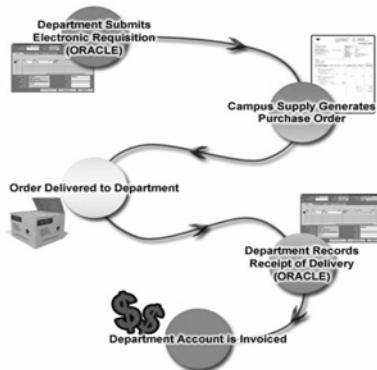 Department Submits
Electronic Requisition
(ORACLE)
Campus Supply Generates
Purchase Order
Order Delivered to Department
Department Records
Receipt of Delivery
(ORACLE)
Department Account is Invoiced